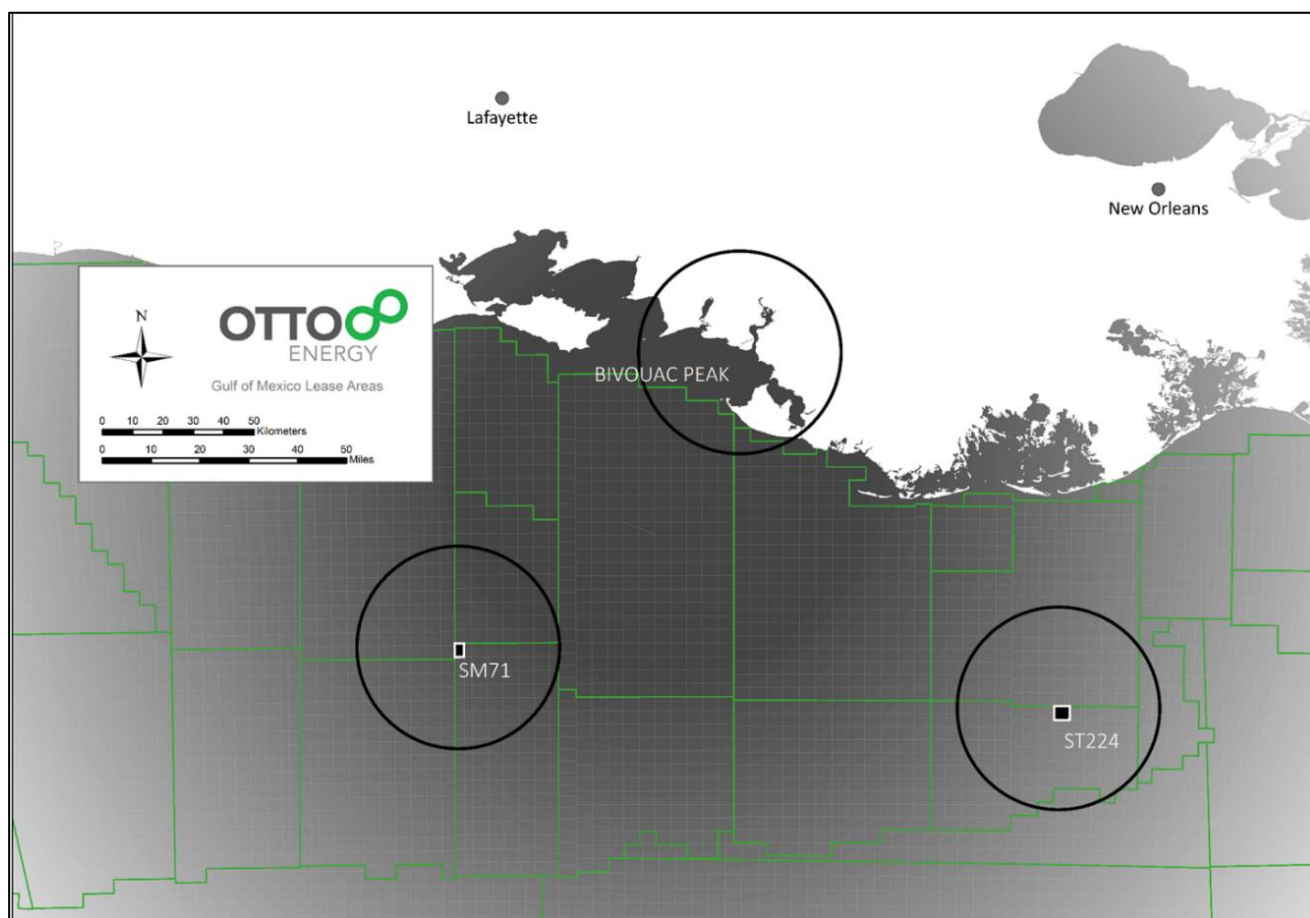 Lafayette
New Orleans
N
OTTO
ENERGY
Gulf of Mexico Lease Areas
0 10 20 30 40 50
Kilometers
0 10 20 30 40 50
Miles
BIVOUAC PEAK
SM71
ST224